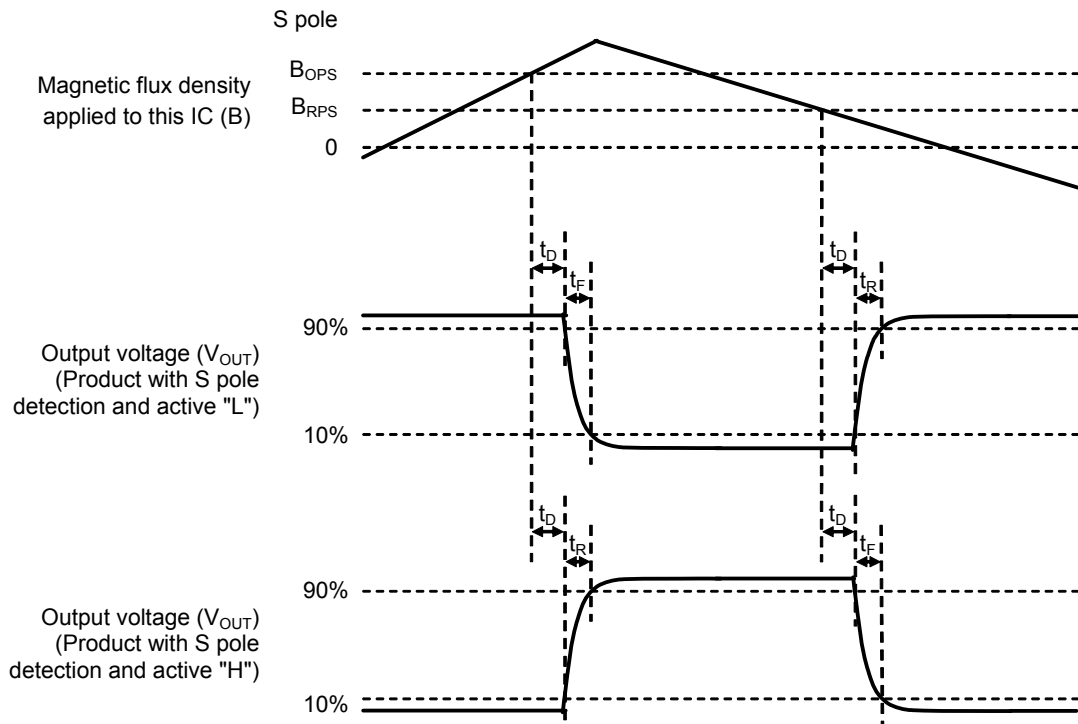 S pole
Magnetic flux density
applied to this IC (B)
BOPS
BRPS
0
tD
tF
tD
tR
Output voltage (VOUT)
(Product with S pole
detection and active "L")
90%
10%
tD
tR
tD
tF
Output voltage (VOUT)
(Product with S pole
detection and active "H")
90%
10%